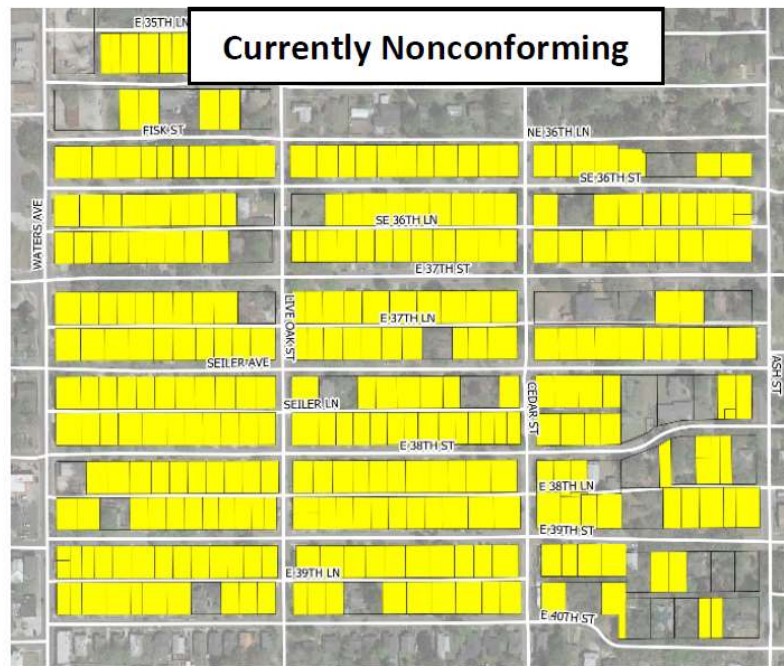 E 35TH LN
Currently Nonconforming
FISK ST
NE 36TH LN
SE 36TH ST
WATERS AVE
SE 36TH LN
E 37TH ST
LIVE OAK ST
E 37TH LN
SEILER AVE
ASH ST
CEDAR ST
SEILER LN
E 38TH ST
E 38TH LN
E 39TH ST
E 39TH LN
E 40TH ST